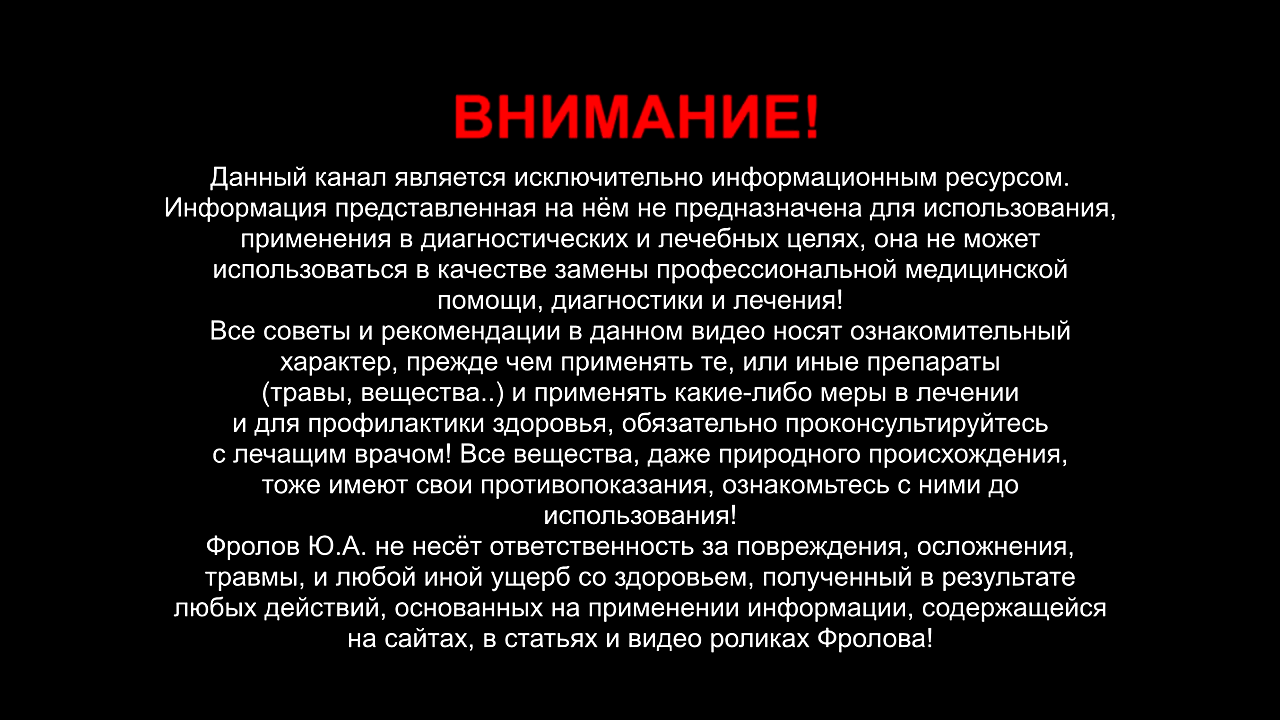 ВНИМАНИЕ!
Данный канал является исключительно информационным ресурсом.
Информация представленная на нём не предназначена для использования,
применения в диагностических и лечебных целях, она не может
использоваться в качестве замены профессиональной медицинской
помощи, диагностики и лечения!
Все советы и рекомендации в данном видео носят ознакомительный
характер, прежде чем применять те, или иные препараты
(травы, вещества..) и применять какие-либо меры в лечении
и для профилактики здоровья, обязательно проконсультируйтесь
с лечащим врачом! Все вещества, даже природного происхождения,
тоже имеют свои противопоказания, ознакомьтесь с ними до
использования!
Фролов Ю.А. не несёт ответственность за повреждения, осложнения,
травмы, и любой иной ущерб со здоровьем, полученный в результате
любых действий, основанных на применении информации, содержащейся
на сайтах, в статьях и видео роликах Фролова!